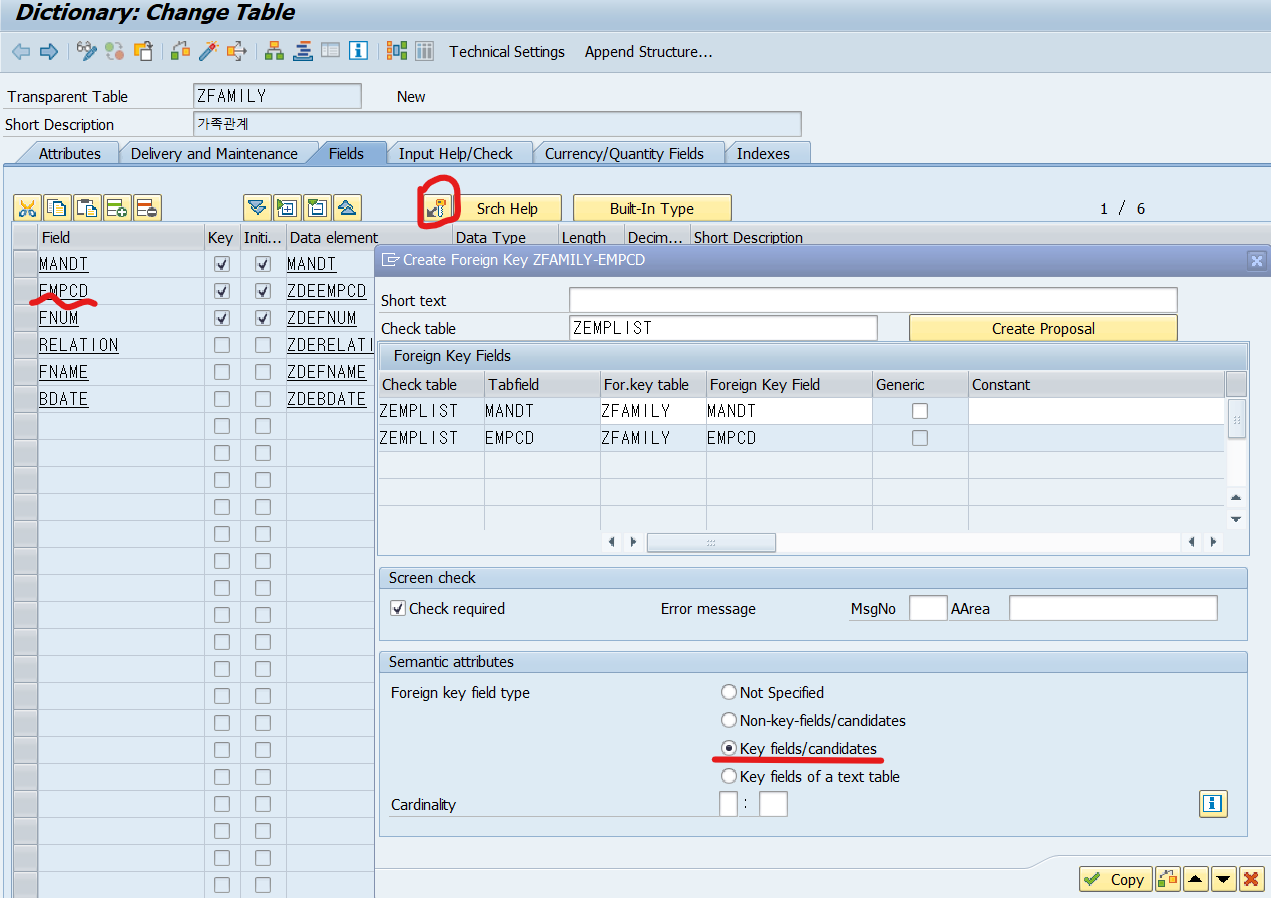 Dictionary: Change Table
Technical Settings Append Structure...
Transparent Table ZFAMILY New
Short Description 가족관계
Attributes Delivery and Maintenance Fields Input Help/Check Currency/Quantity Fields Indexes
Srch Help Built-In Type 1 / 6
Field Key Initi... Data element Data Type Length Decim... Short Description
MANDT MANDT
EMPCD ZDEEMPCD
FNUM ZDEFNUM
RELATION ZDERELATI
FNAME ZDEFNAME
BDATE ZDEBDATE
Create Foreign Key ZFAMILY-EMPCD
Short text
Check table ZEMPLIST Create Proposal
Foreign Key Fields
Check table Tabfield For.key table Foreign Key Field Generic Constant
ZEMPLIST MANDT ZFAMILY MANDT
ZEMPLIST EMPCD ZFAMILY EMPCD
Screen check
Check required Error message MsgNo AArea
Semantic attributes
Foreign key field type Not Specified
Non-key-fields/candidates
Key fields/candidates
Key fields of a text table
Cardinality :
Copy